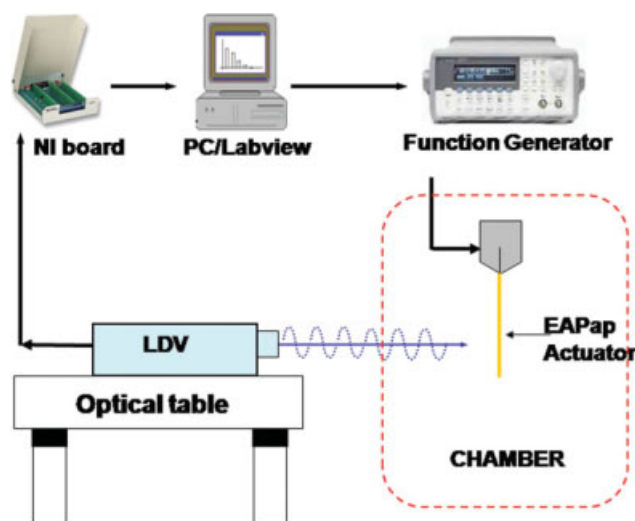 NI board
PC/Labview
Function Generator
EAPap
Actuator
LDV
Optical table
CHAMBER